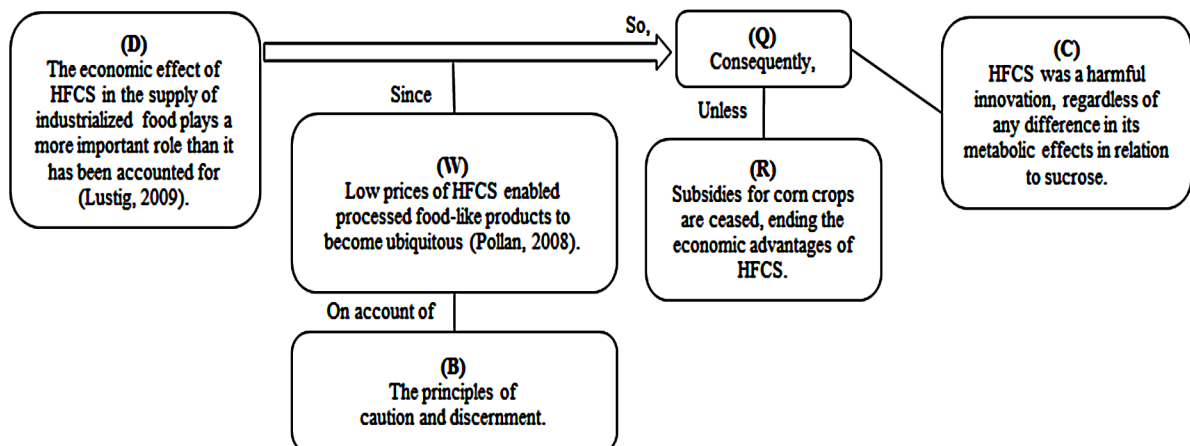 (D)
The economic effect of
HFCS in the supply of
industrialized food plays a
more important role than it
has been accounted for
(Lustig, 2009).
So,
(Q)
Consequently,
(C)
HFCS was a harmful
innovation, regardless of
any difference in its
metabolic effects in relation
to sucrose.
Since
(W)
Low prices of HFCS enabled
processed food-like products to
become ubiquitous (Pollan, 2008).
Unless
(R)
Subsidies for corn crops
are ceased, ending the
economic advantages of
HFCS.
On account of
(B)
The principles of
caution and discernment.